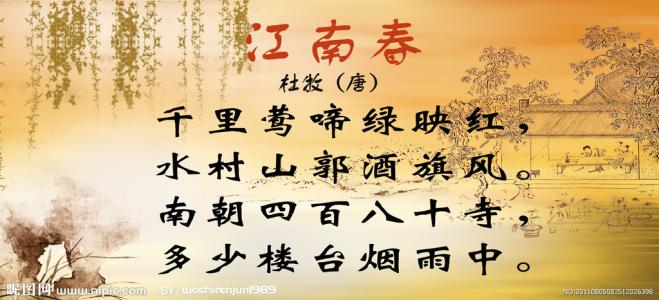 江南春
杜牧（唐）
千里莺啼绿映红，
水村山郭酒旗风。
南朝四百八十寺，
多少楼台烟雨中。
昵图网 www.nipic.com BY: woshirenjun1989
NO:20110805082512026398